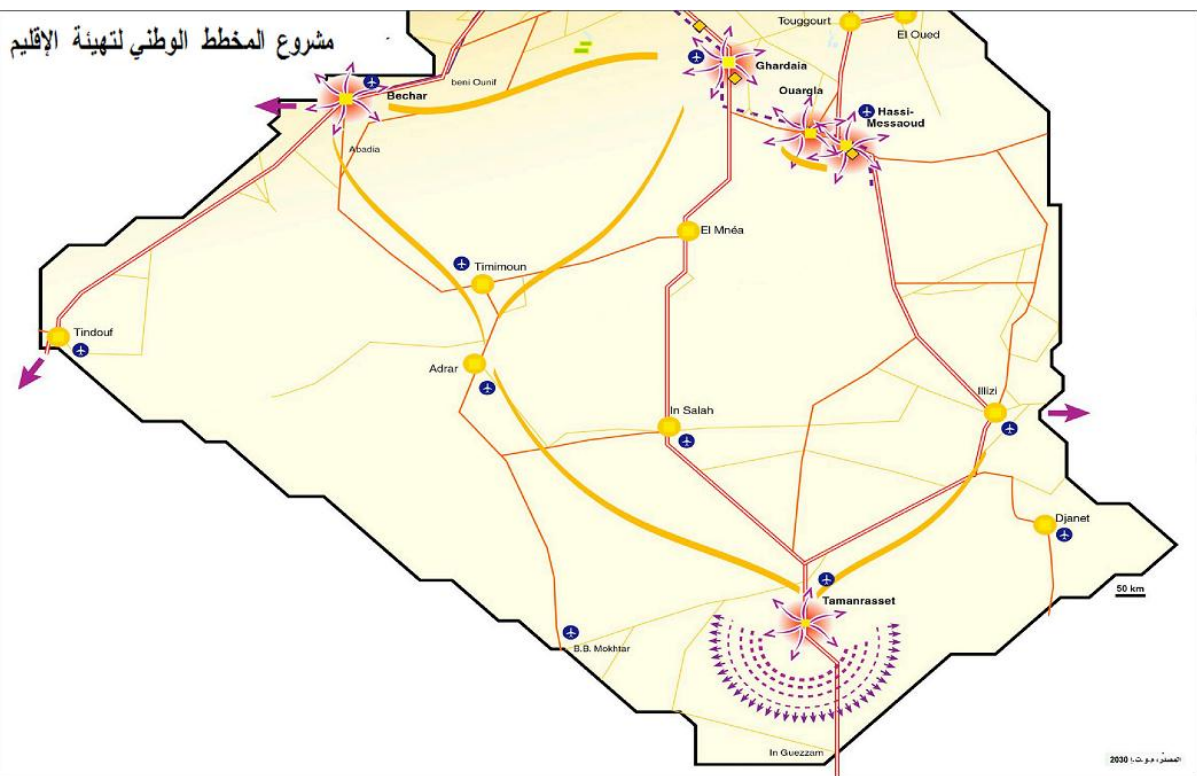 مشروع المخطط الوطني لتهيئة الإقليم
Touggourt
El Oued
Ghardaia
beni Ounif
Bechar
Ouargla
Hassi-
Messaoud
Abadia
El Mnéa
Timimoun
Tindouf
Adrar
Illizi
In Salah
Djanet
50 km
Tamanrasset
B.B. Mokhtar
In Guezzam
المصدر: م.و.ت.إ 2030